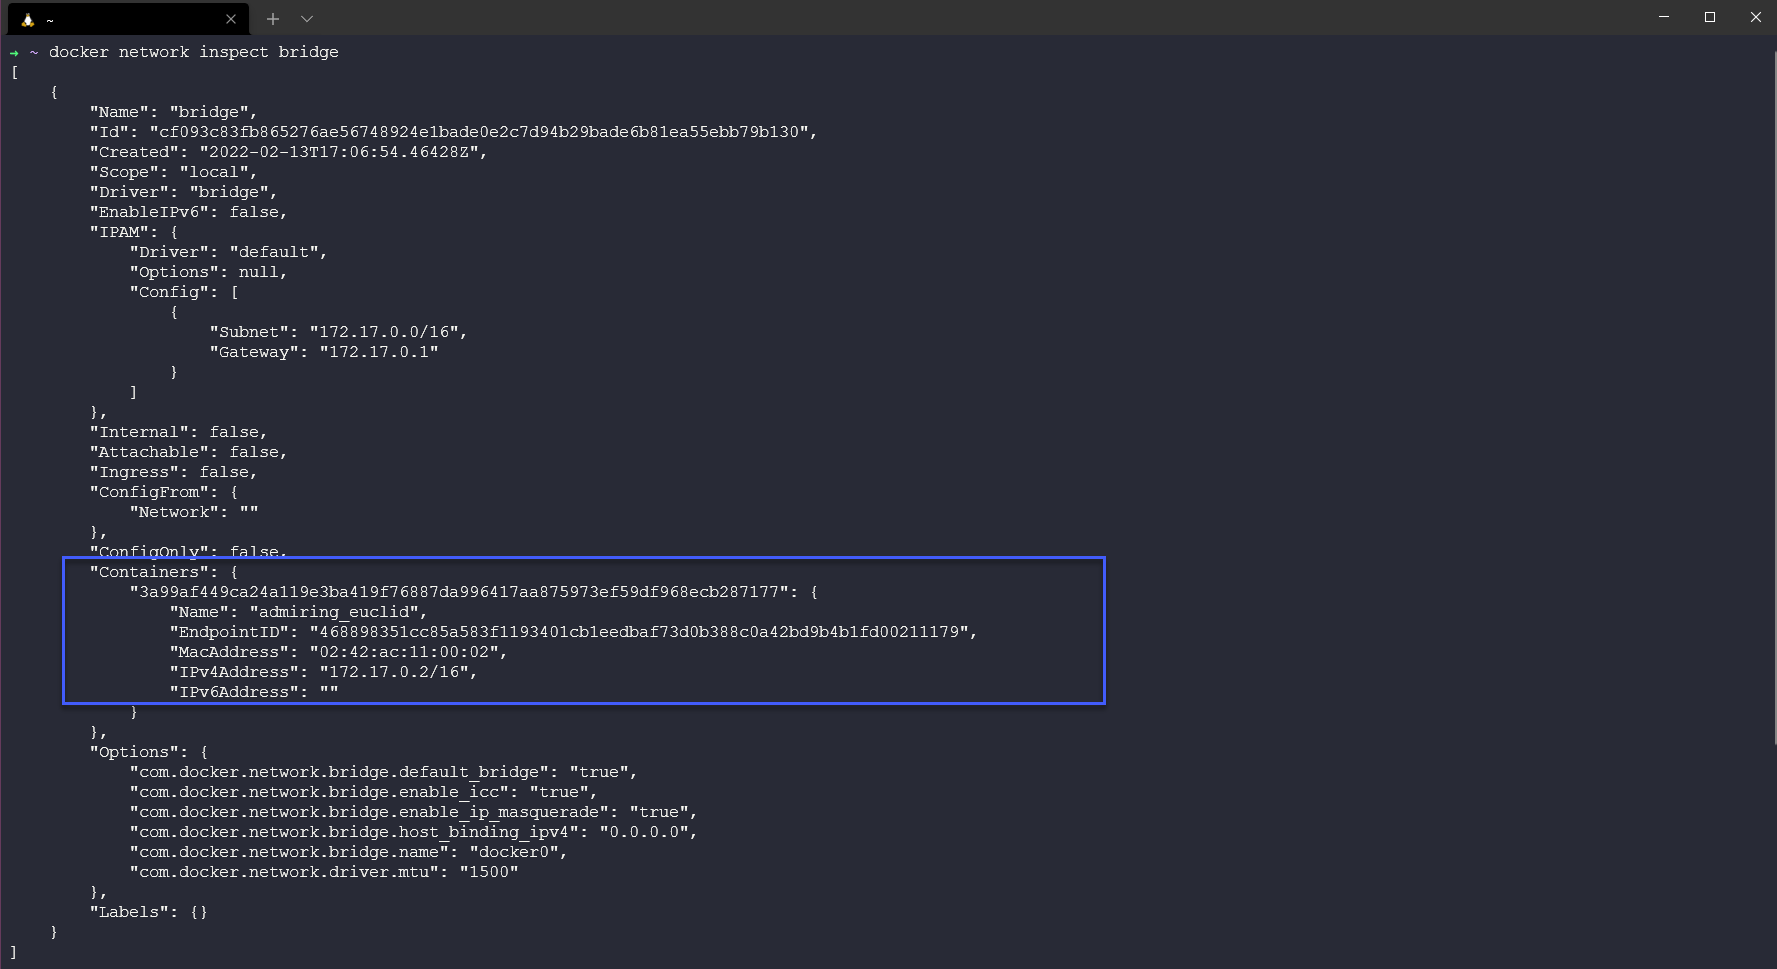 ~
→ ~ docker network inspect bridge
[
    {
        "Name": "bridge",
        "Id": "cf093c83fb865276ae56748924e1bade0e2c7d94b29bade6b81ea55ebb79b130",
        "Created": "2022-02-13T17:06:54.46428Z",
        "Scope": "local",
        "Driver": "bridge",
        "EnableIPv6": false,
        "IPAM": {
            "Driver": "default",
            "Options": null,
            "Config": [
                {
                    "Subnet": "172.17.0.0/16",
                    "Gateway": "172.17.0.1"
                }
            ]
        },
        "Internal": false,
        "Attachable": false,
        "Ingress": false,
        "ConfigFrom": {
            "Network": ""
        },
        "ConfigOnly": false,
        "Containers": {
            "3a99af449ca24a119e3ba419f76887da996417aa875973ef59df968ecb287177": {
                "Name": "admiring_euclid",
                "EndpointID": "468898351cc85a583f1193401cb1eedbaf73d0b388c0a42bd9b4b1fd00211179",
                "MacAddress": "02:42:ac:11:00:02",
                "IPv4Address": "172.17.0.2/16",
                "IPv6Address": ""
            }
        },
        "Options": {
            "com.docker.network.bridge.default_bridge": "true",
            "com.docker.network.bridge.enable_icc": "true",
            "com.docker.network.bridge.enable_ip_masquerade": "true",
            "com.docker.network.bridge.host_binding_ipv4": "0.0.0.0",
            "com.docker.network.bridge.name": "docker0",
            "com.docker.network.driver.mtu": "1500"
        },
        "Labels": {}
    }
]